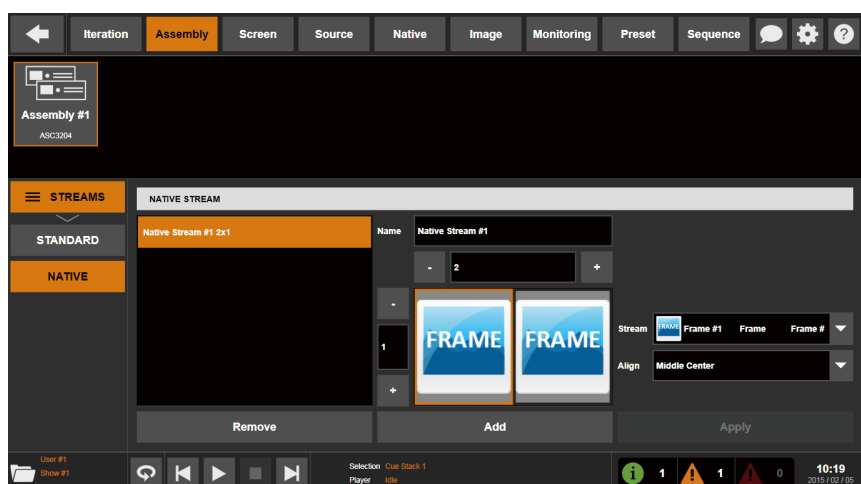 Iteration Assembly Screen Source Native Image Monitoring Preset Sequence ?
Assembly #1
ASC3204
STREAMS
STANDARD
NATIVE
NATIVE STREAM
Native Stream #1 2x1
Name Native Stream #1
- 2 +
-
1
+
FRAME FRAME
Stream FRAME Frame #1 Frame Frame #
Align Middle Center
Remove Add Apply
User #1
Show #1
Selection Cue Stack 1
Player Idle
i 1 ! 1 ! 0
10:19
2015 / 02 / 05